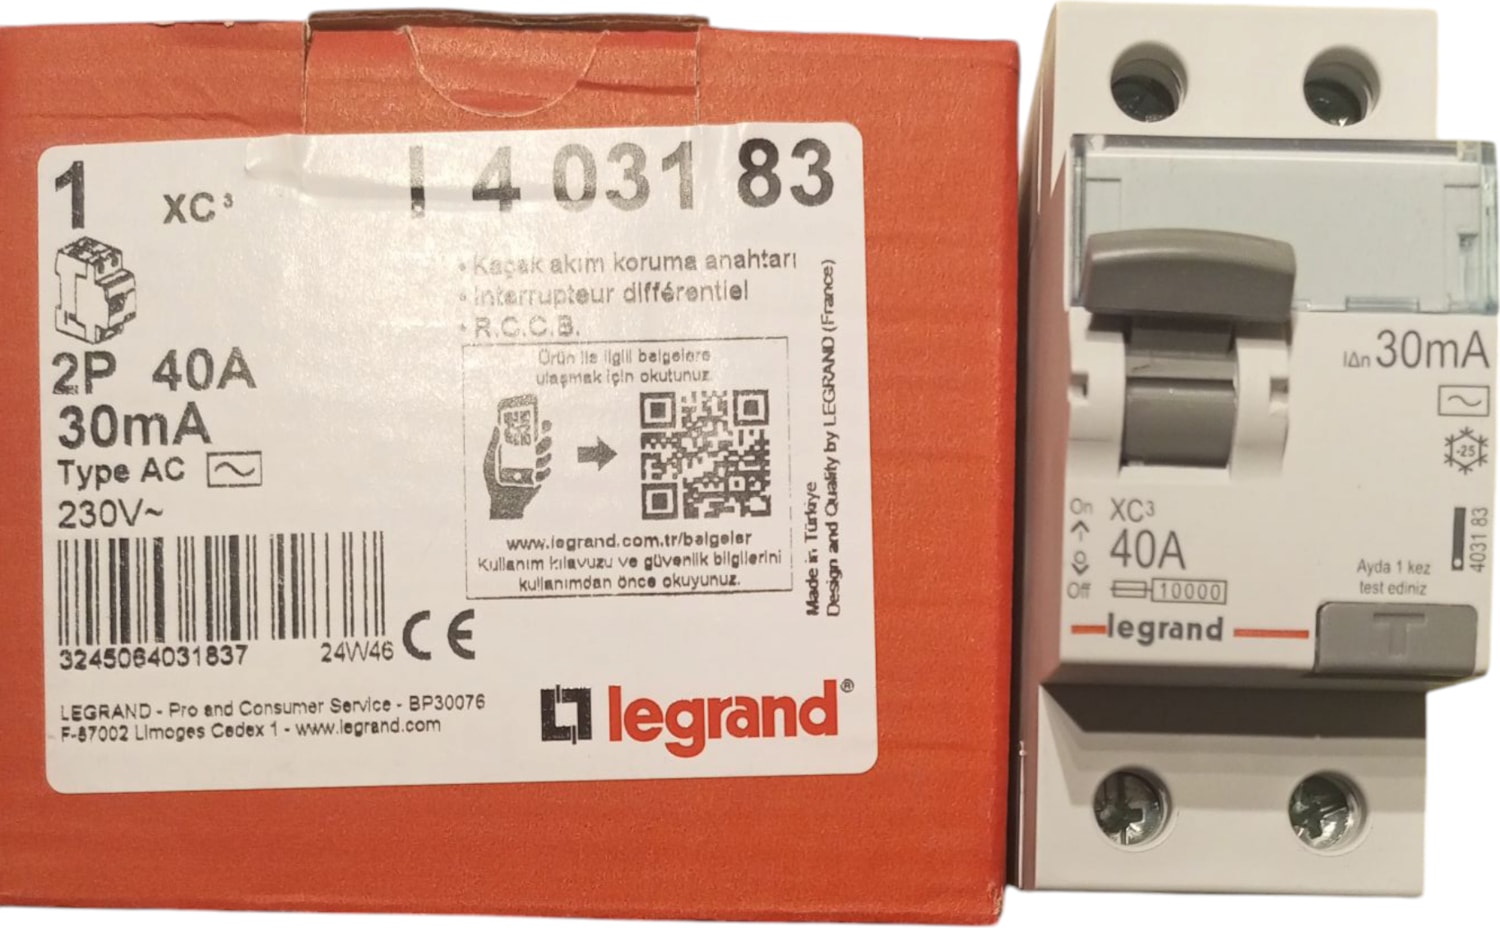 1 XC³ 4 031 83
• Kaçak akım koruma anahtarı
• Interrupteur différentiel
• R.C.C.B.
2P 40A
30mA
Type AC
230V~
Ürün ile ilgili belgelere
ulaşmak için okutunuz.
www.legrand.com.tr/belgeler
Kullanım kılavuzu ve güvenlik bilgilerini
kullanımdan önce okuyunuz.
Made in Türkiye
Design and Quality by LEGRAND (France)
3245064031837 24W46 CE
LEGRAND - Pro and Consumer Service - BP30076
F-87002 Limoges Cedex 1 - www.legrand.com
legrand®
IΔn 30mA
-25
On
Off
XC³
40A
10000
legrand
4031 83
Ayda 1 kez
test ediniz
T